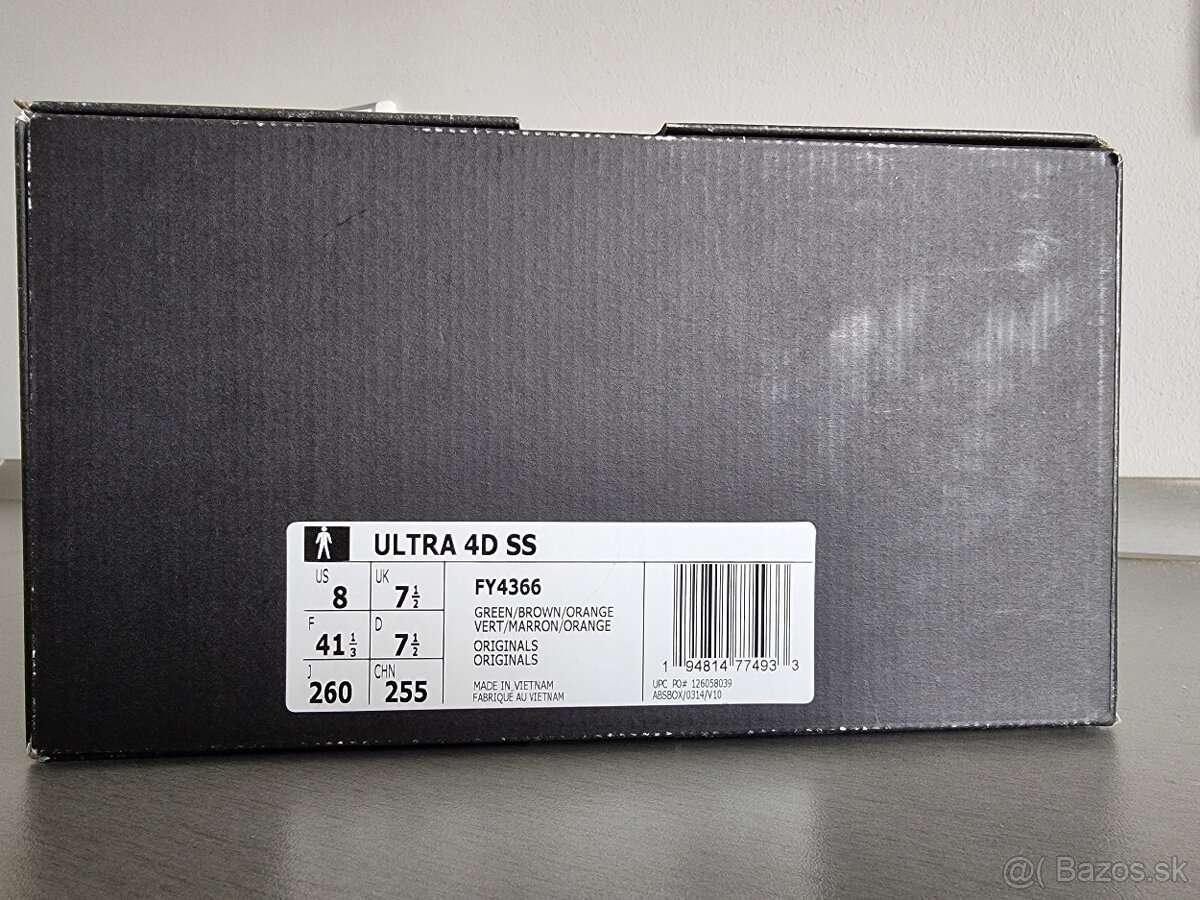 ULTRA 4D SS
US 8 UK 7½
F 41⅓ D 7½
J 260 CHN 255
FY4366
GREEN/BROWN/ORANGE
VERT/MARRON/ORANGE
ORIGINALS
ORIGINALS
MADE IN VIETNAM
FABRIQUE AU VIETNAM
1 94814 77493 3
UPC PO# 126058039
ABSBOX/0314/V10
@( Bazos.sk